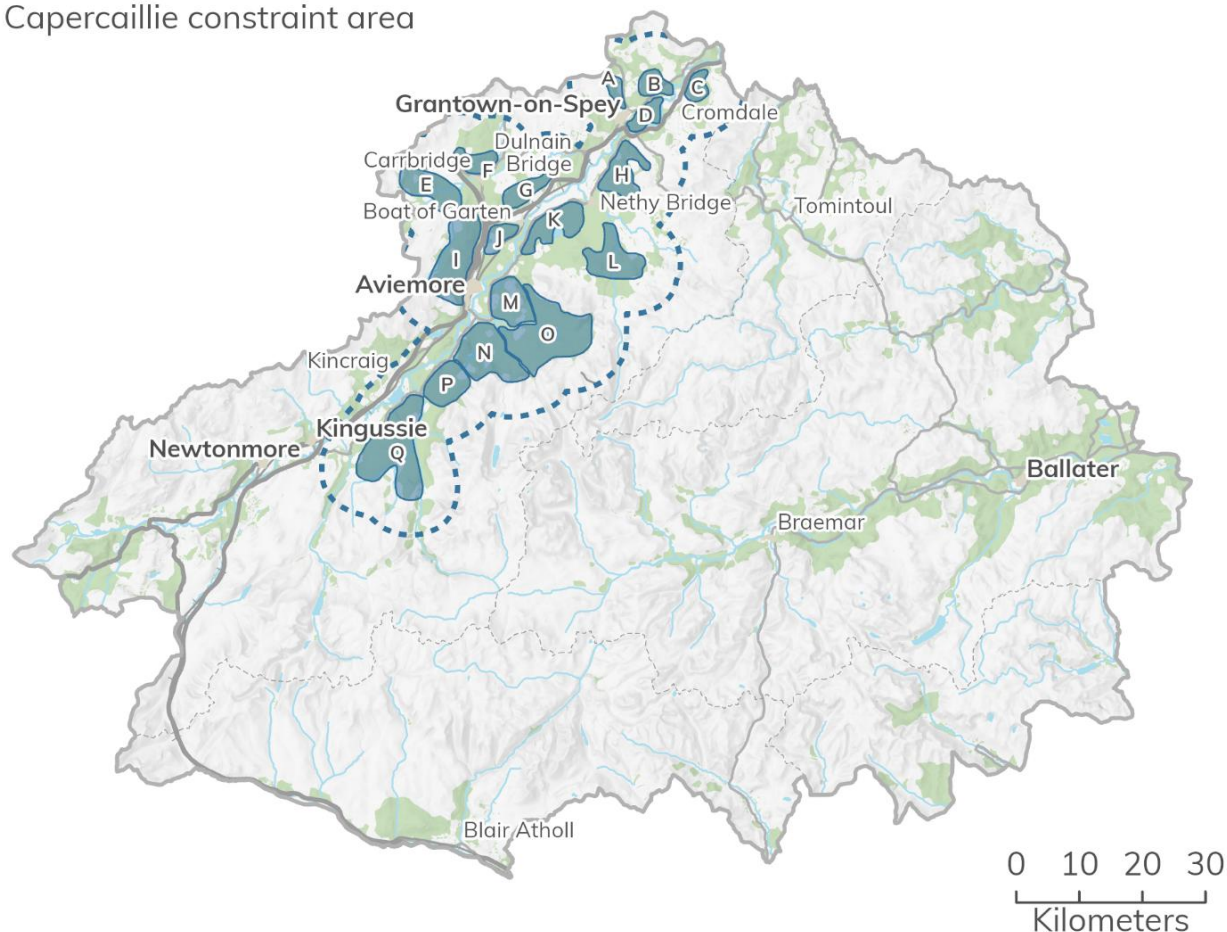 Capercaillie constraint area
A
B
C
Grantown-on-Spey
D
Cromdale
Dulnain
Bridge
Carrbridge
F
E
G
H
Boat of Garten
Nethy Bridge
Tomintoul
K
J
I
L
Aviemore
M
O
N
Kincraig
P
Kingussie
Newtonmore
Q
Ballater
Braemar
Blair Atholl
0 10 20 30
Kilometers